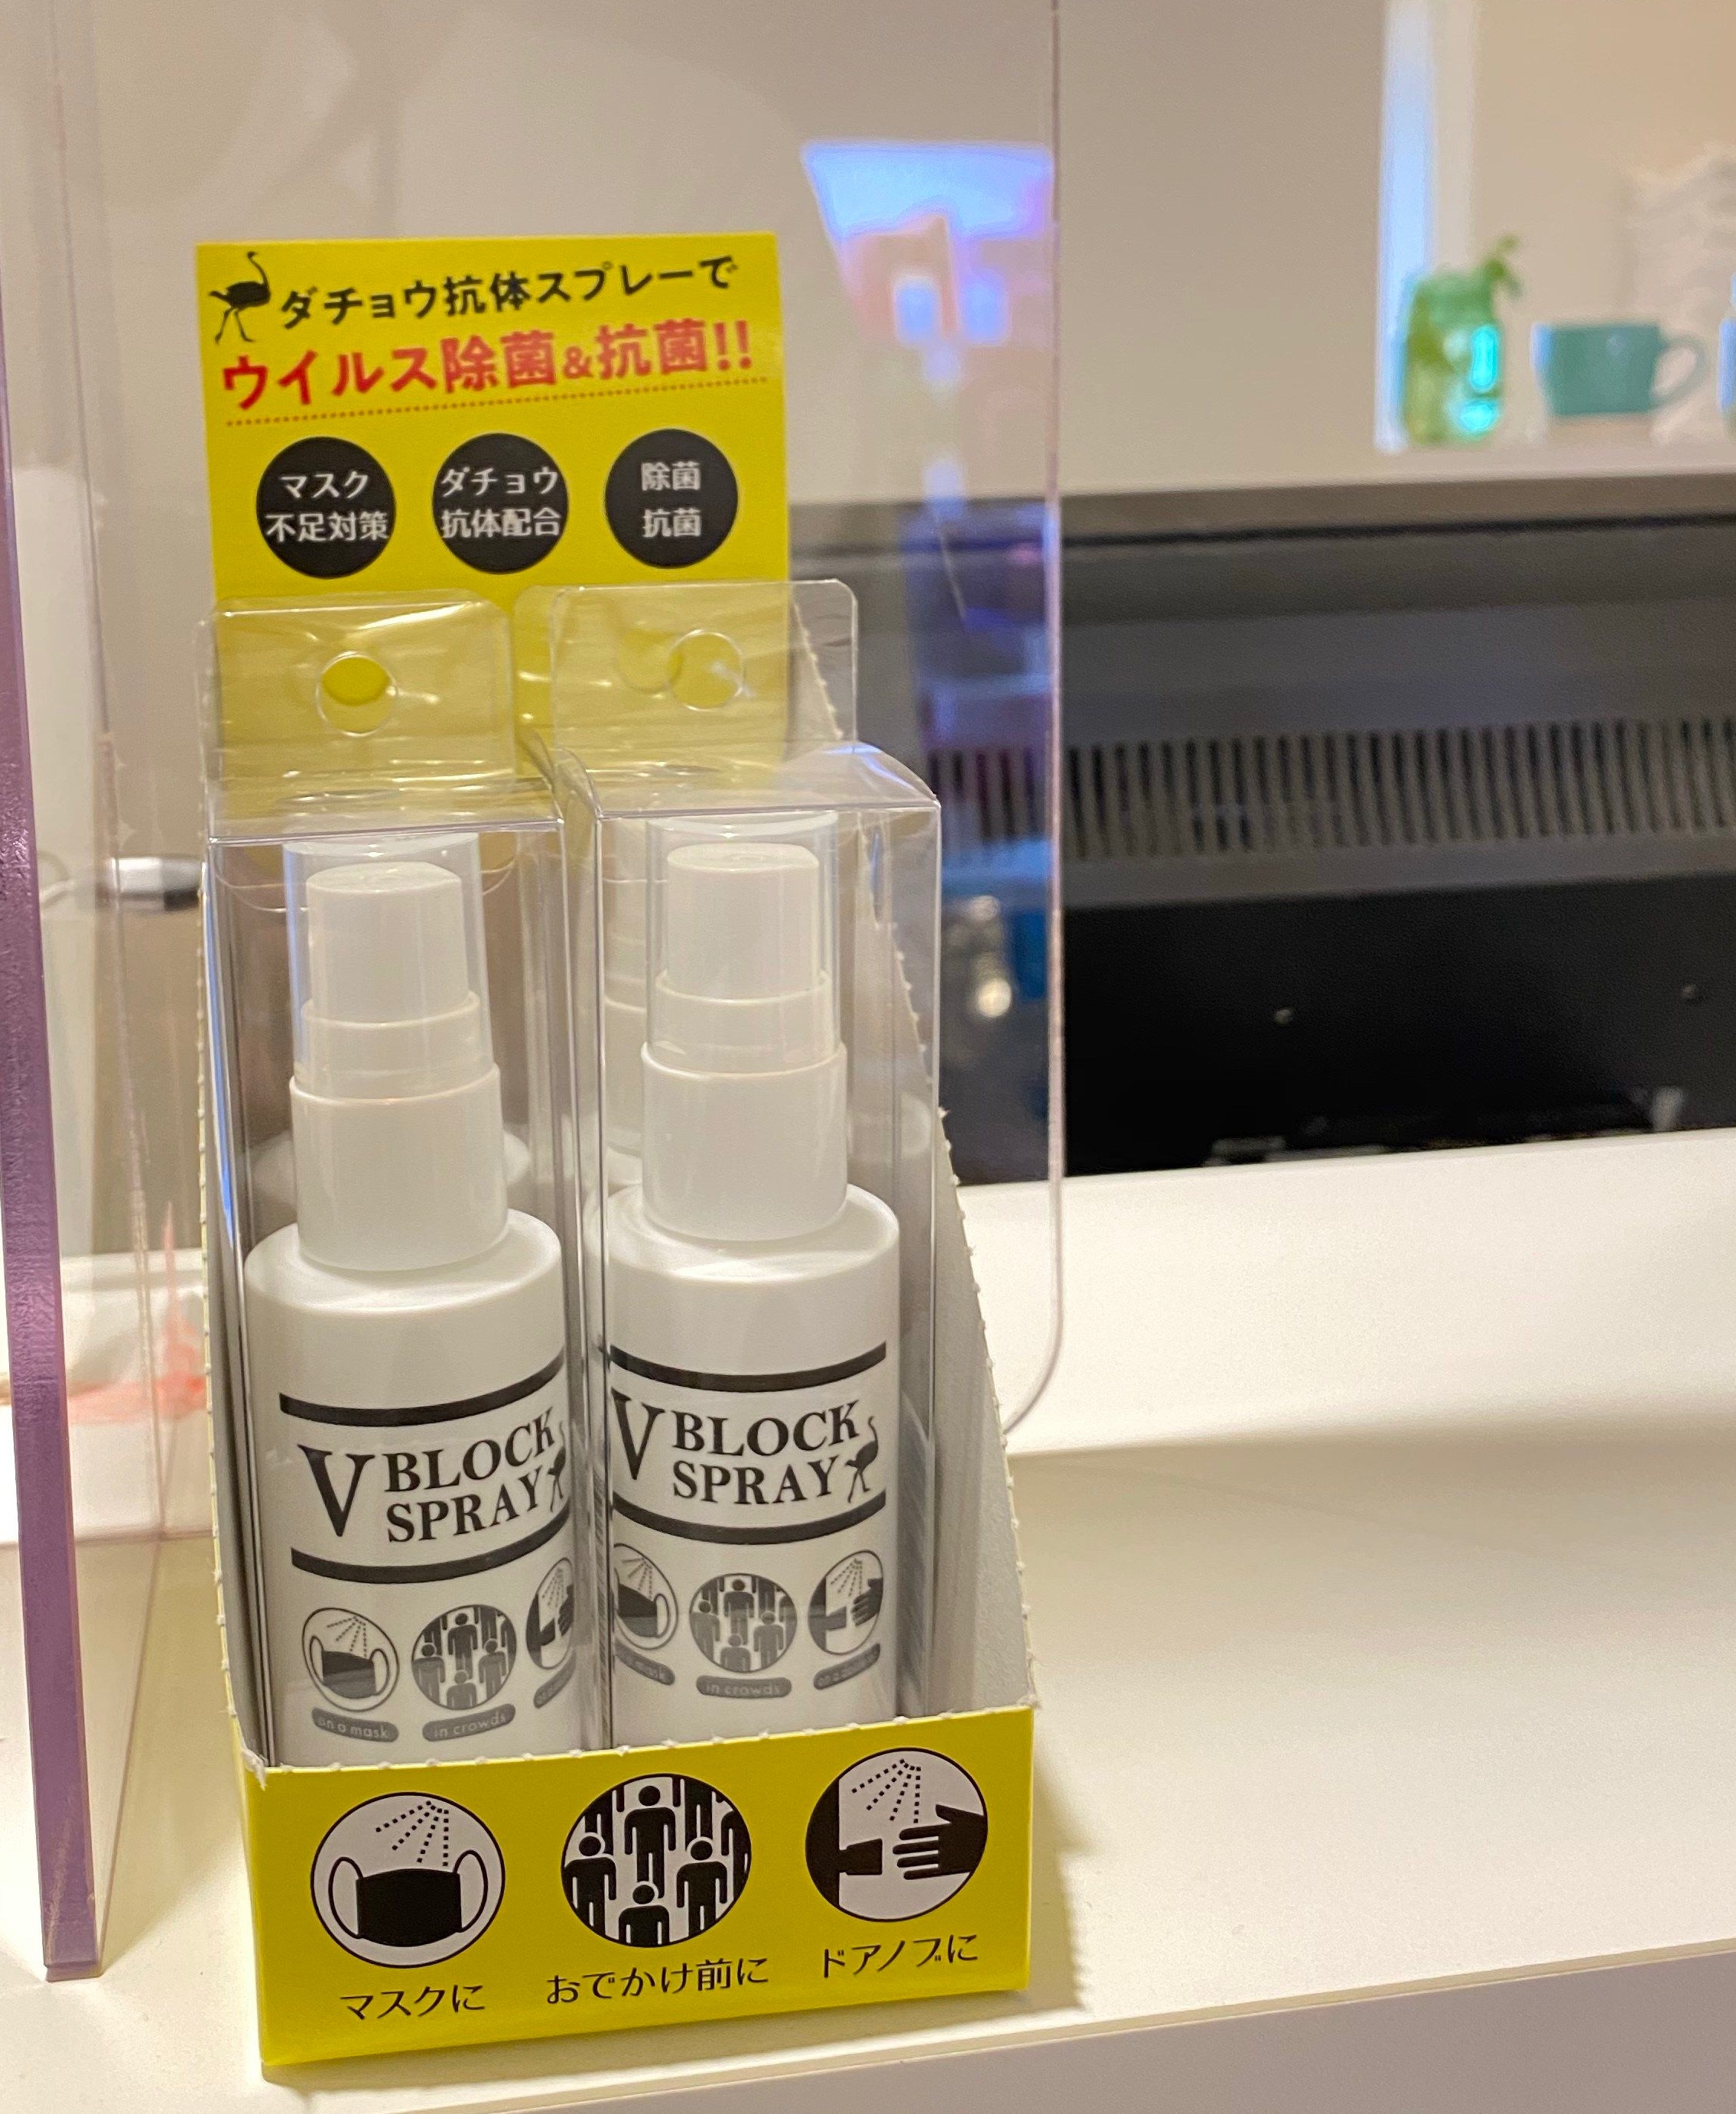 ダチョウ抗体スプレーで
ウイルス除菌&抗菌!!
マスク
不足対策
ダチョウ
抗体配合
除菌
抗菌
V BLOCK
SPRAY
on a mask
in crowds
V BLOCK
SPRAY
mask
in crowds
マスクに
おでかけ前に
ドアノブに